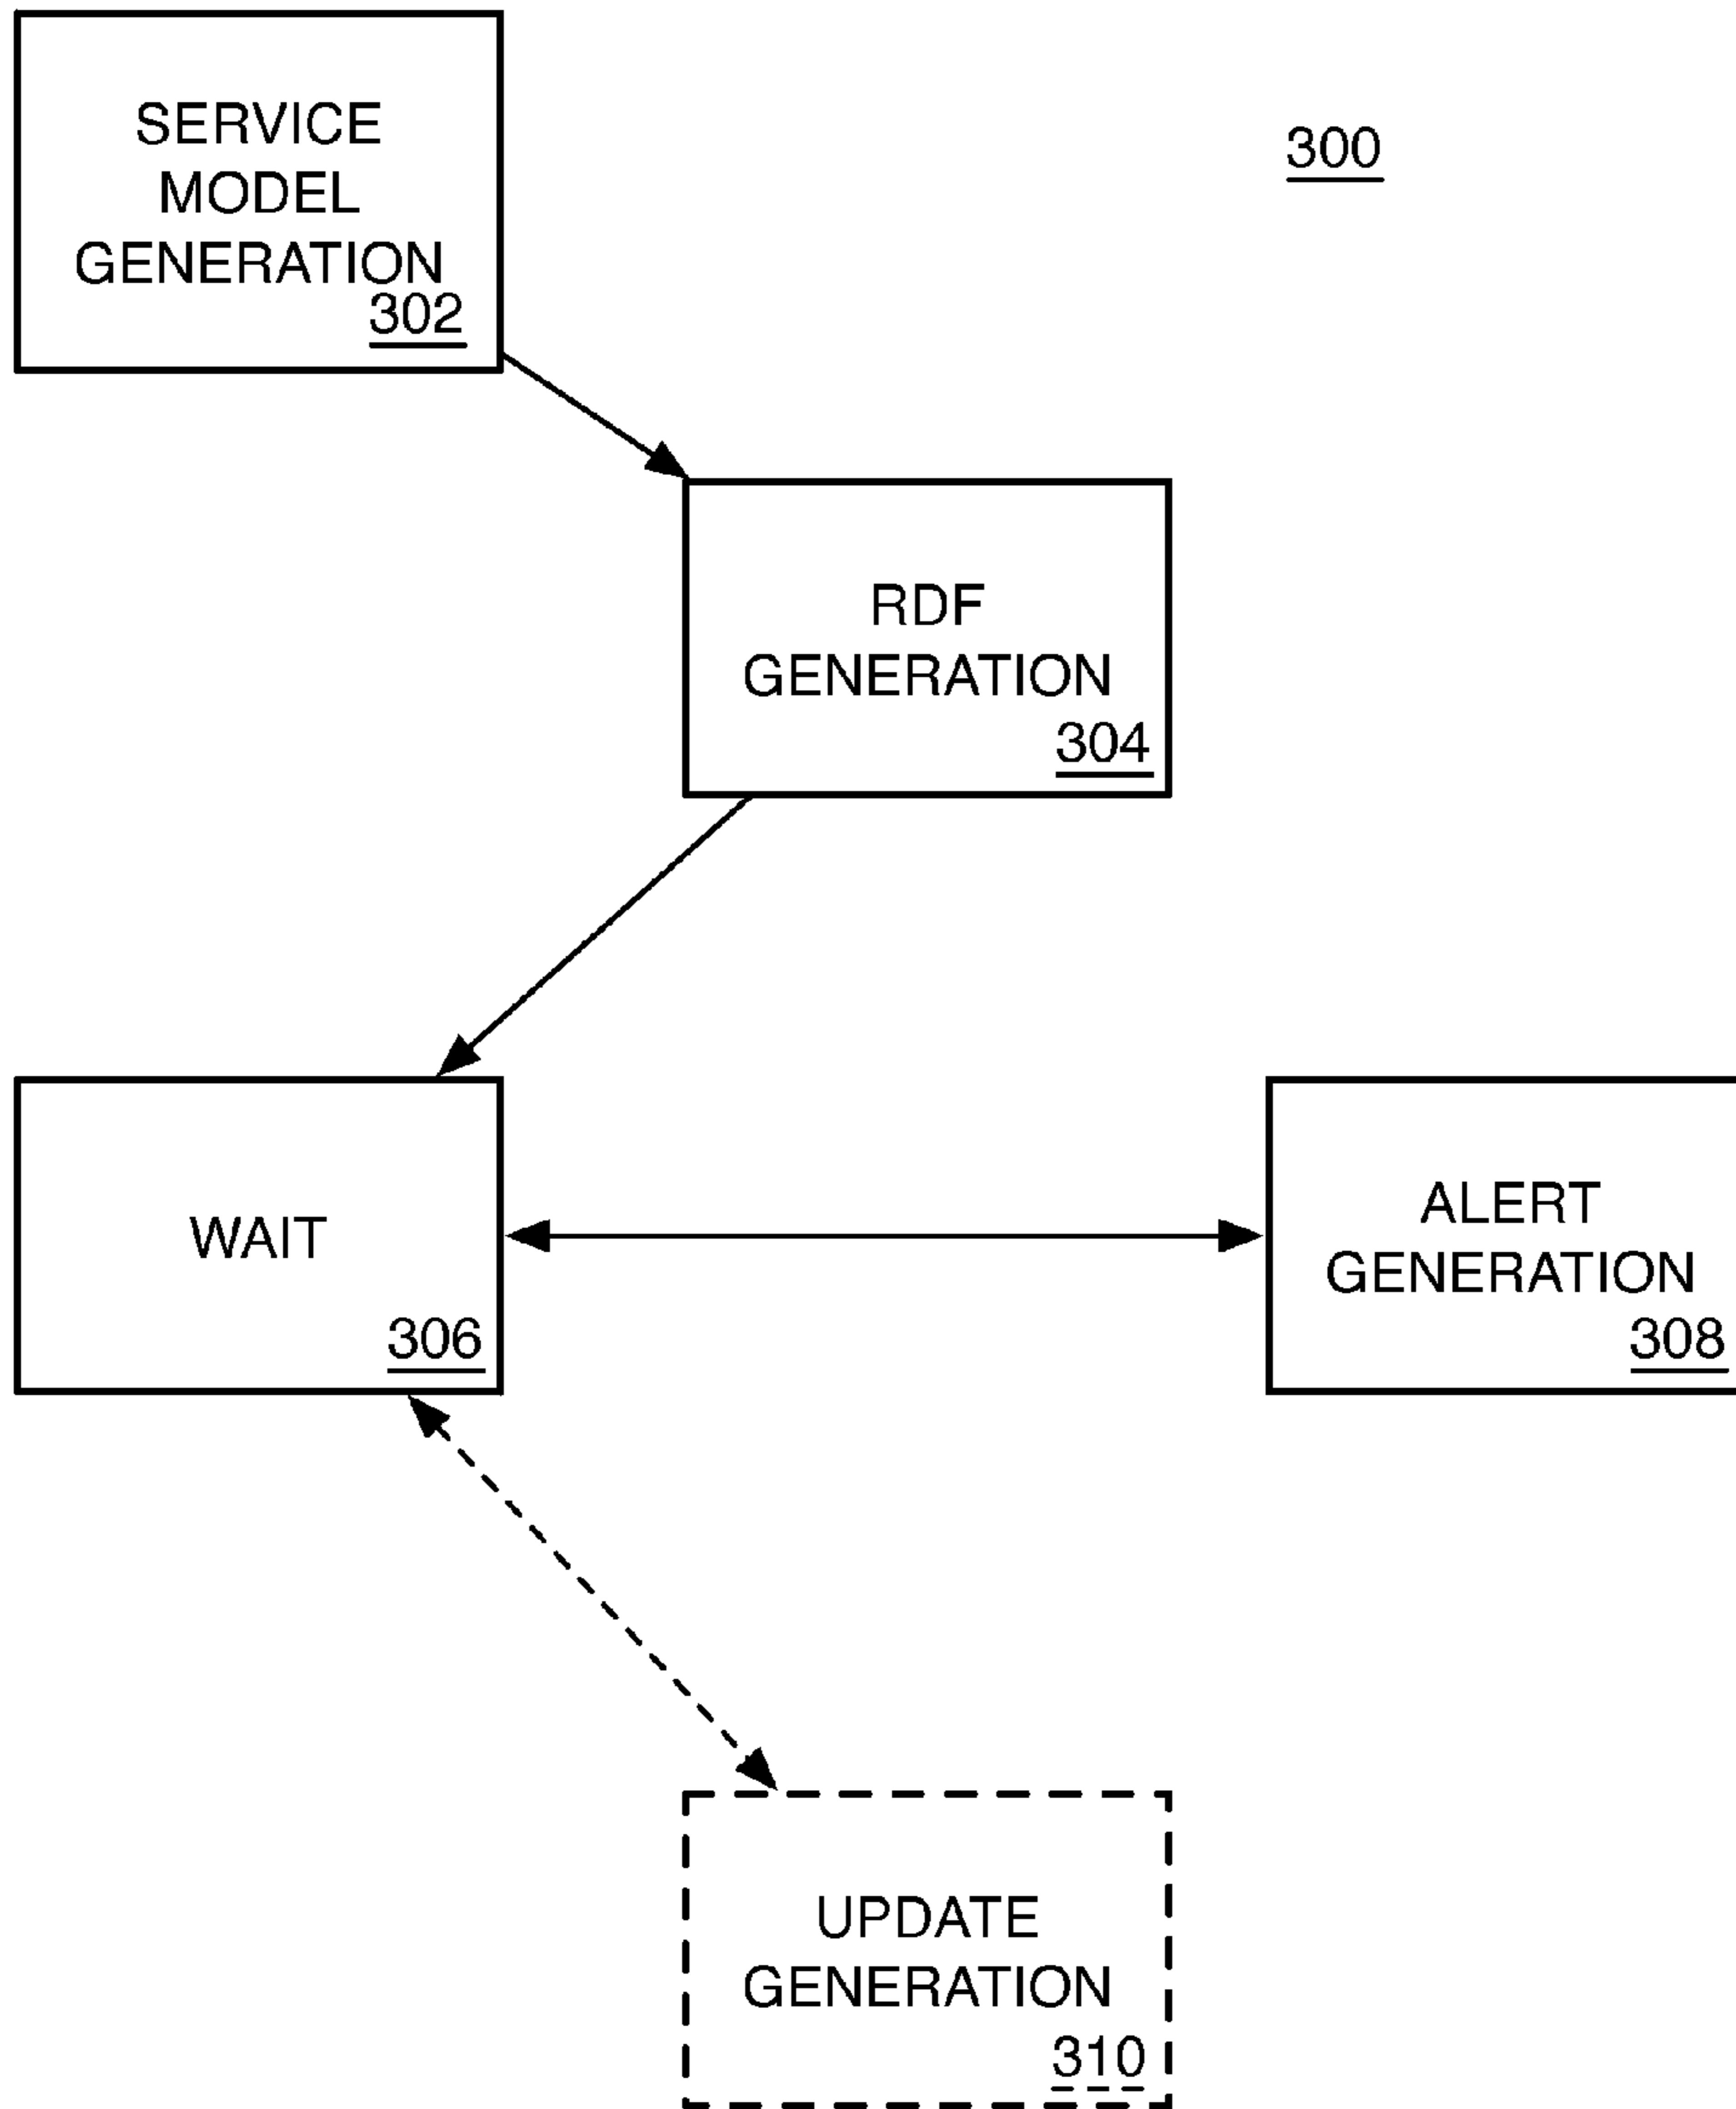 SERVICE
MODEL
GENERATION
302
300
RDF
GENERATION
304
WAIT
306
ALERT
GENERATION
308
UPDATE
GENERATION
310